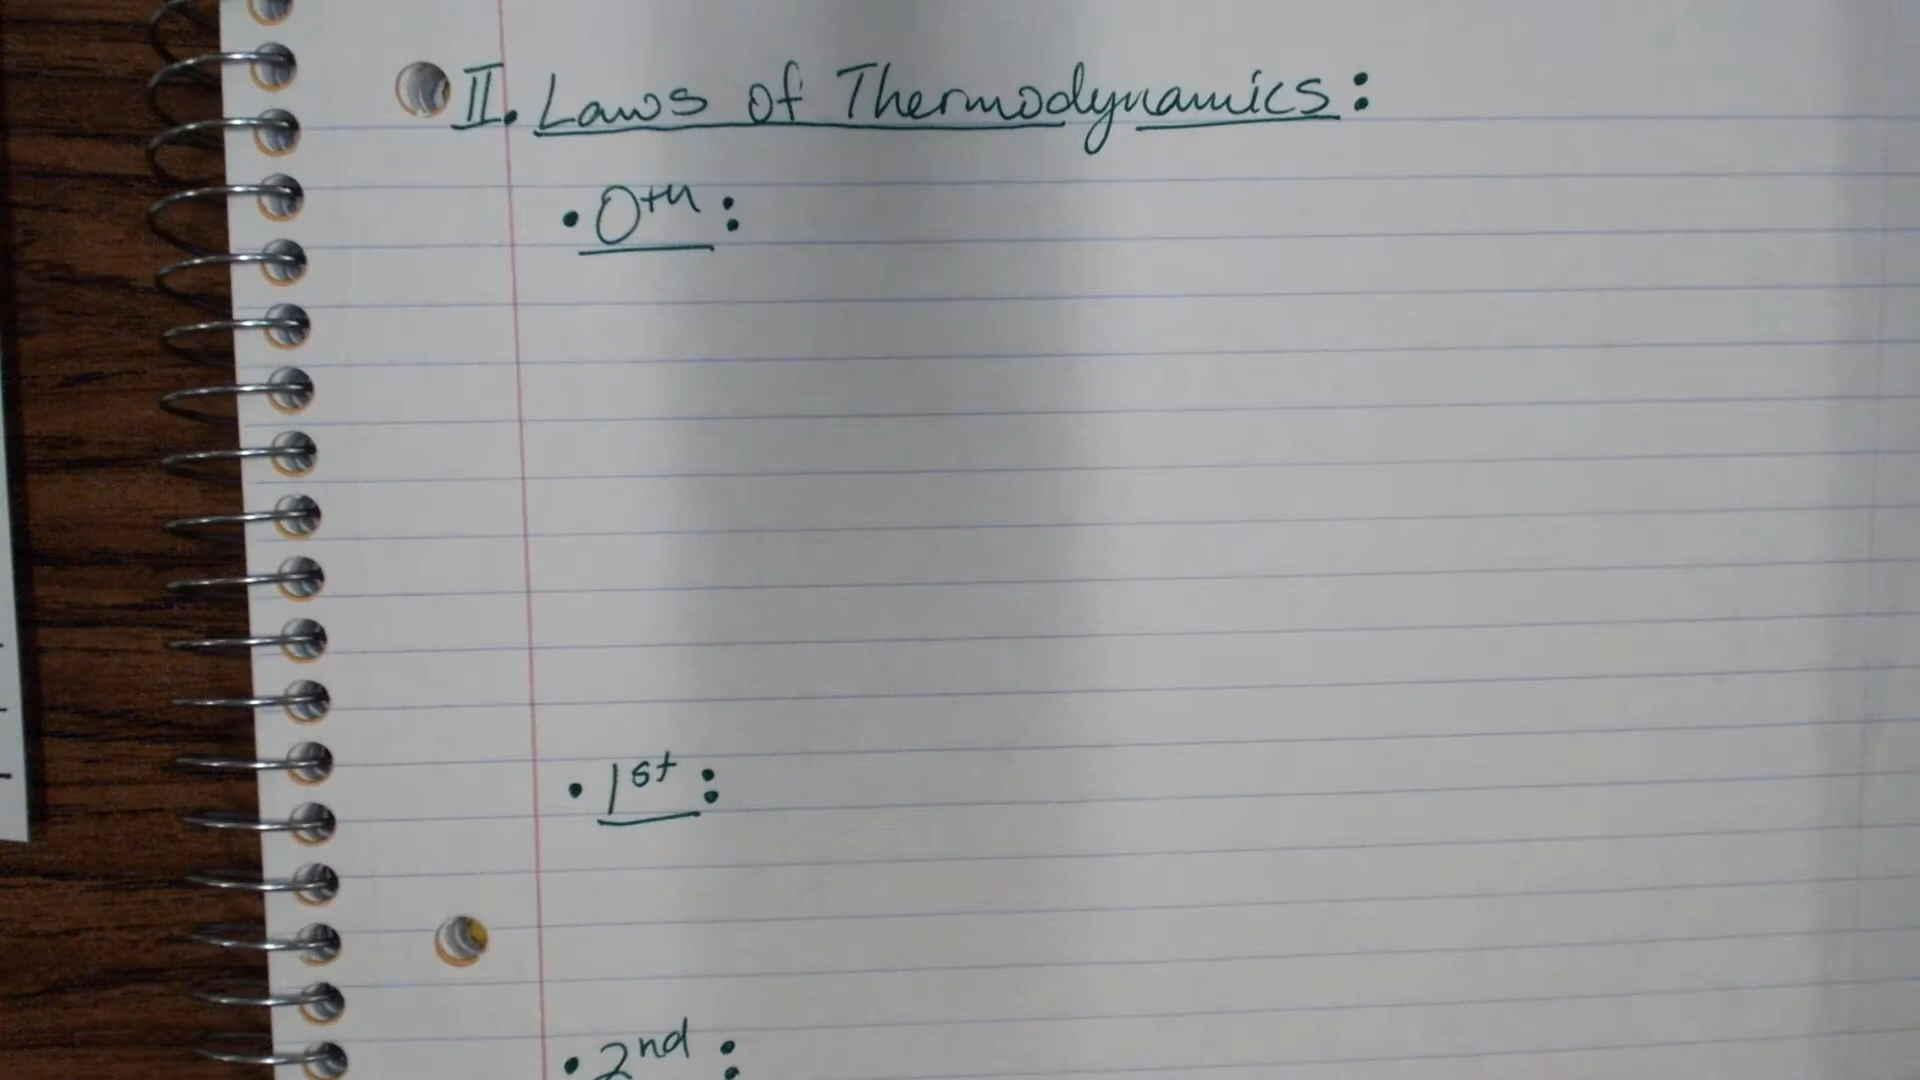 II. Laws of Thermodynamics:
• 0th:
• 1st:
• 2nd: